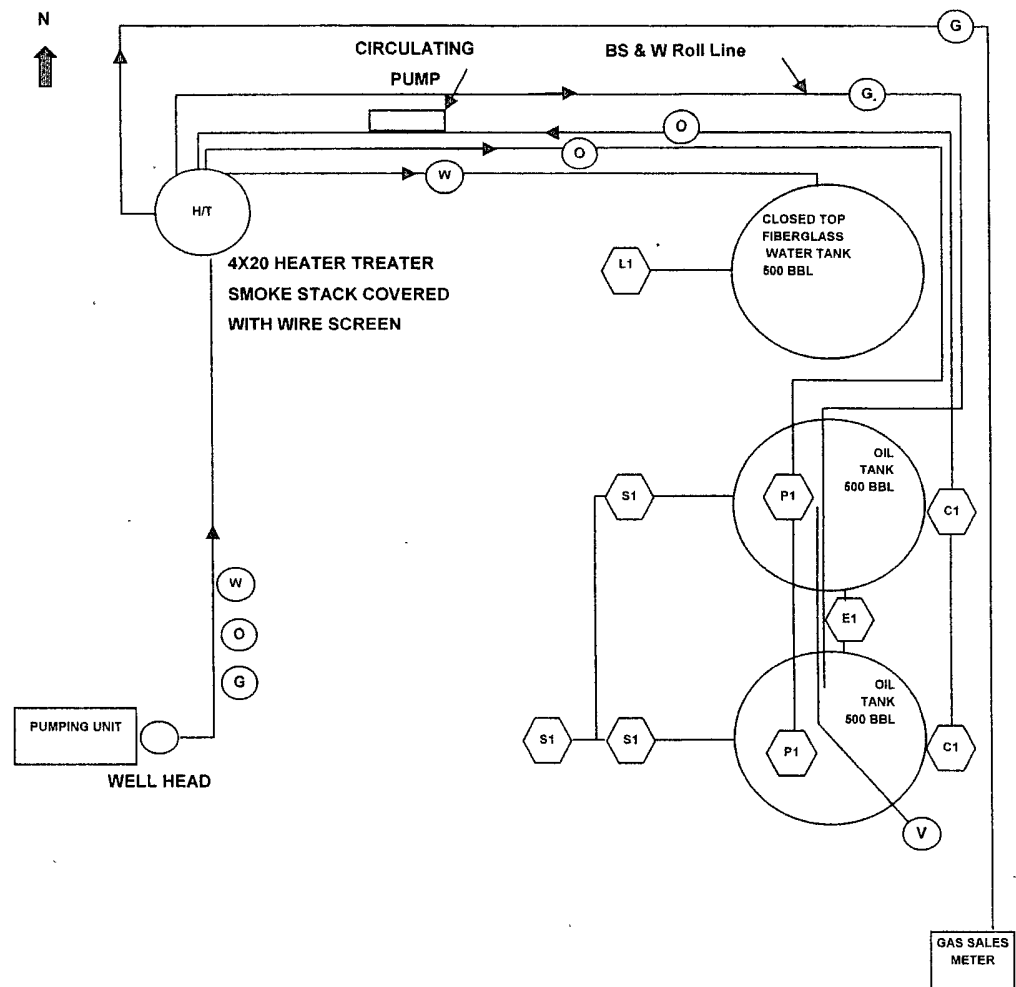 N
G
CIRCULATING
PUMP
BS & W Roll Line
G.
O
O
W
H/T
CLOSED TOP
FIBERGLASS
WATER TANK
500 BBL
L1
4X20 HEATER TREATER
SMOKE STACK COVERED
WITH WIRE SCREEN
OIL
TANK
500 BBL
S1
P1
C1
W
E1
O
G
OIL
TANK
500 BBL
PUMPING UNIT
S1
S1
P1
C1
WELL HEAD
V
GAS SALES
METER